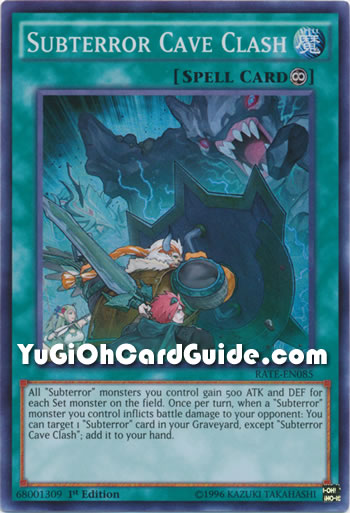 SUBTERROR CAVE CLASH
魔
[SPELL CARD]
YuGiOhCardGuide.com
RATE-EN085
All "Subterror" monsters you control gain 500 ATK and DEF for
each Set monster on the field. Once per turn, when a "Subterror"
monster you control inflicts battle damage to your opponent: You
can target 1 "Subterror" card in your Graveyard, except "Subterror
Cave Clash"; add it to your hand.
68001309 1st Edition ©1996 KAZUKI TAKAHASHI